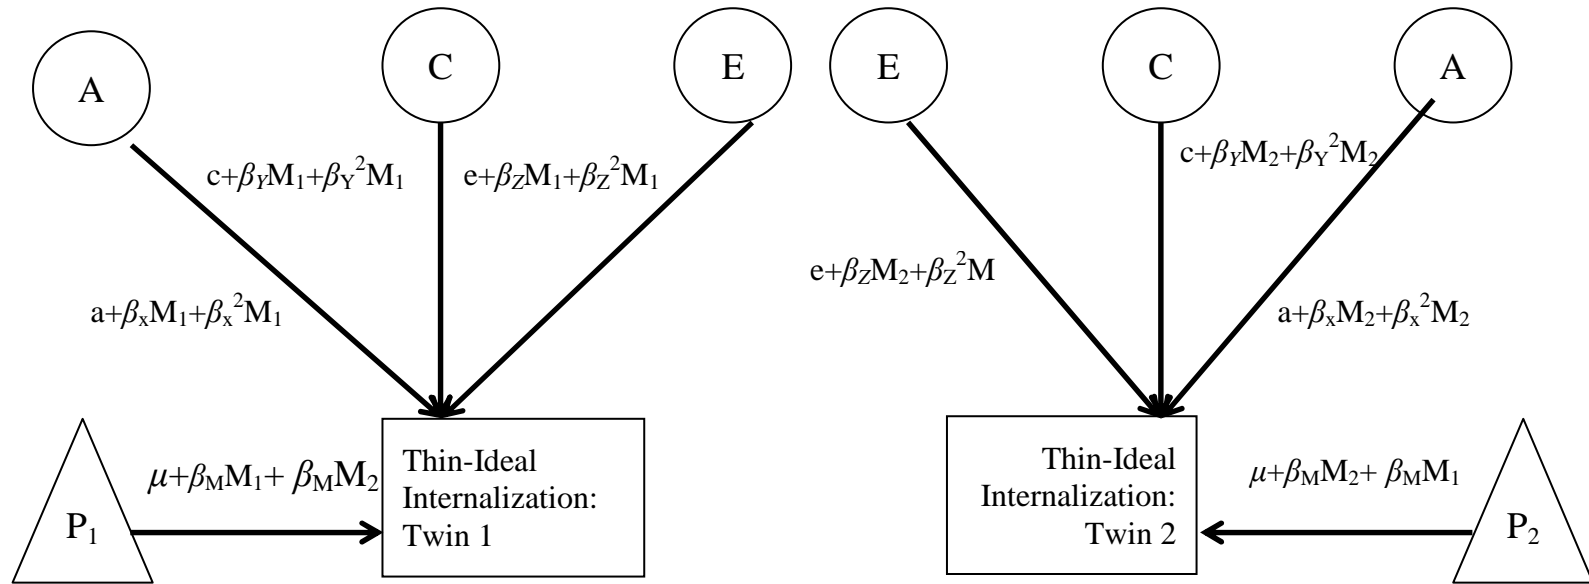 A
C
E
E
C
A
c+βYM₁+βY²M₁
e+βZM₁+βZ²M₁
c+βYM₂+βY²M₂
e+βZM₂+βZ²M
a+βₓM₁+βₓ²M₁
a+βₓM₂+βₓ²M₂
P₁
μ+βMM₁+ βMM₂
Thin-Ideal
Internalization:
Twin 1
Thin-Ideal
Internalization:
Twin 2
μ+βMM₂+ βMM₁
P₂